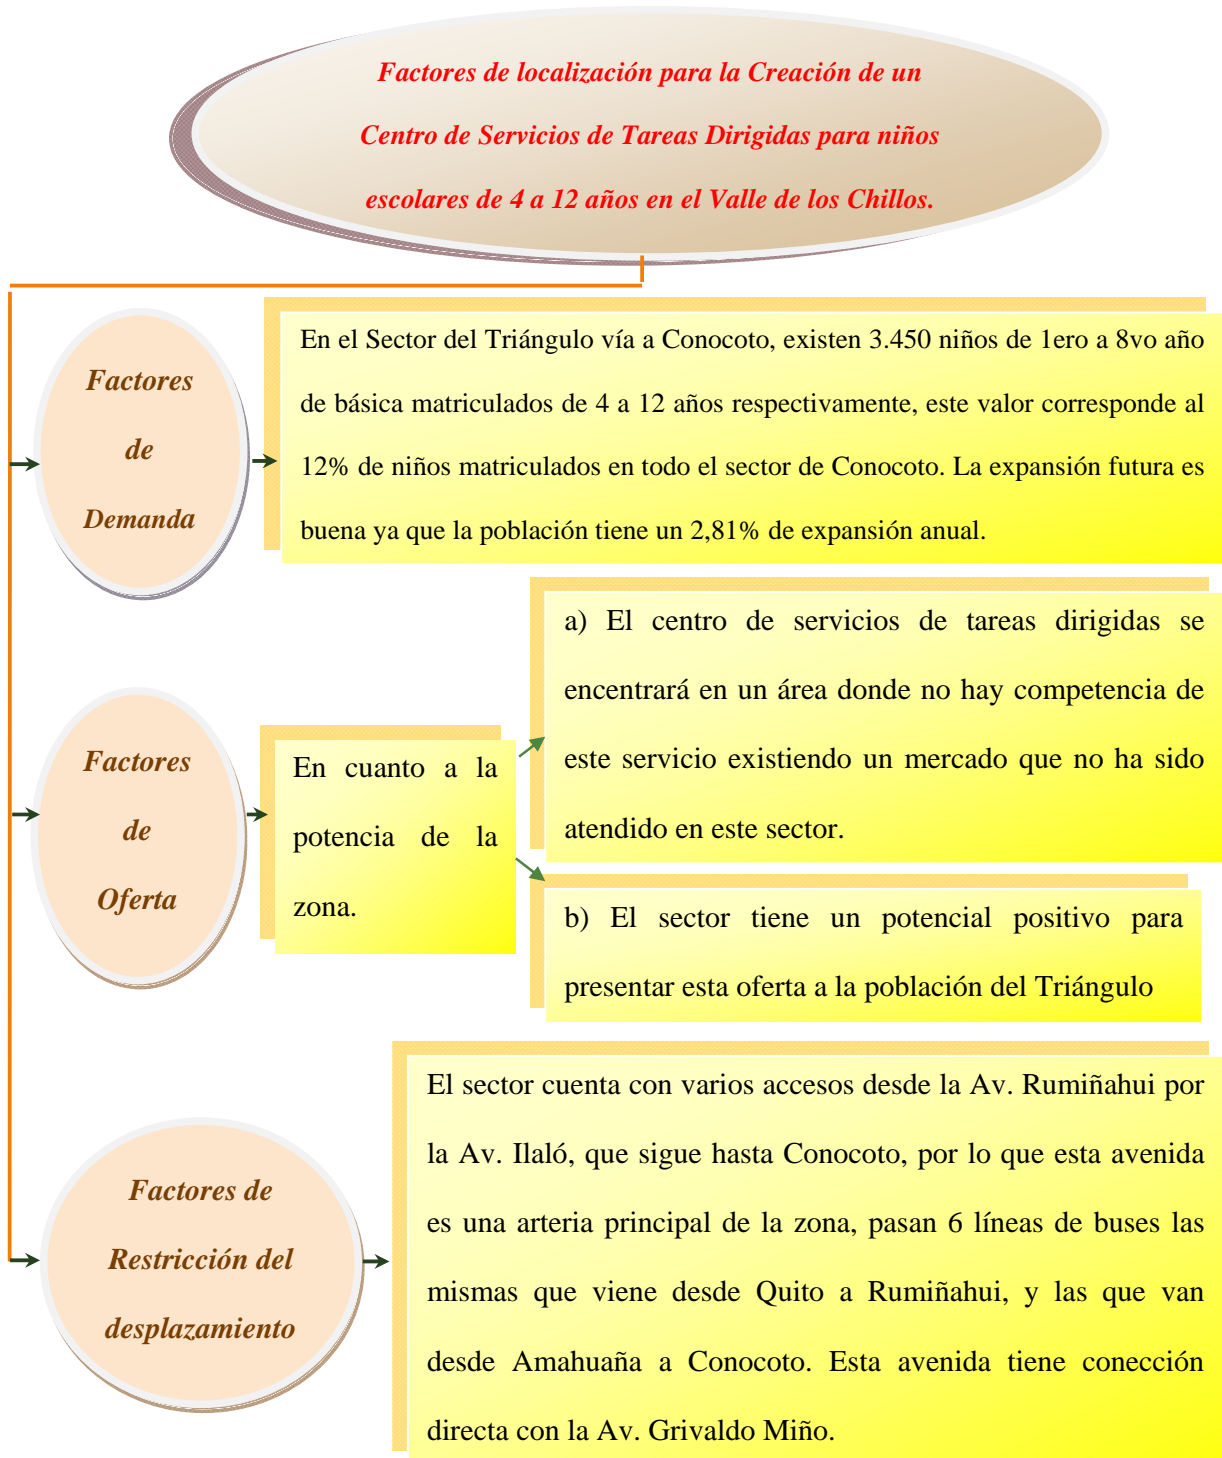 Factores de localización para la Creación de un
Centro de Servicios de Tareas Dirigidas para niños
escolares de 4 a 12 años en el Valle de los Chillos.
Factores
de
Demanda
En el Sector del Triángulo vía a Conocoto, existen 3.450 niños de 1ero a 8vo año
de básica matriculados de 4 a 12 años respectivamente, este valor corresponde al
12% de niños matriculados en todo el sector de Conocoto. La expansión futura es
buena ya que la población tiene un 2,81% de expansión anual.
Factores
de
Oferta
En cuanto a la
potencia de la
zona.
a) El centro de servicios de tareas dirigidas se
encentrará en un área donde no hay competencia de
este servicio existiendo un mercado que no ha sido
atendido en este sector.
b) El sector tiene un potencial positivo para
presentar esta oferta a la población del Triángulo
Factores de
Restricción del
desplazamiento
El sector cuenta con varios accesos desde la Av. Rumiñahui por
la Av. Ilaló, que sigue hasta Conocoto, por lo que esta avenida
es una arteria principal de la zona, pasan 6 líneas de buses las
mismas que viene desde Quito a Rumiñahui, y las que van
desde Amahuaña a Conocoto. Esta avenida tiene conección
directa con la Av. Grivaldo Miño.